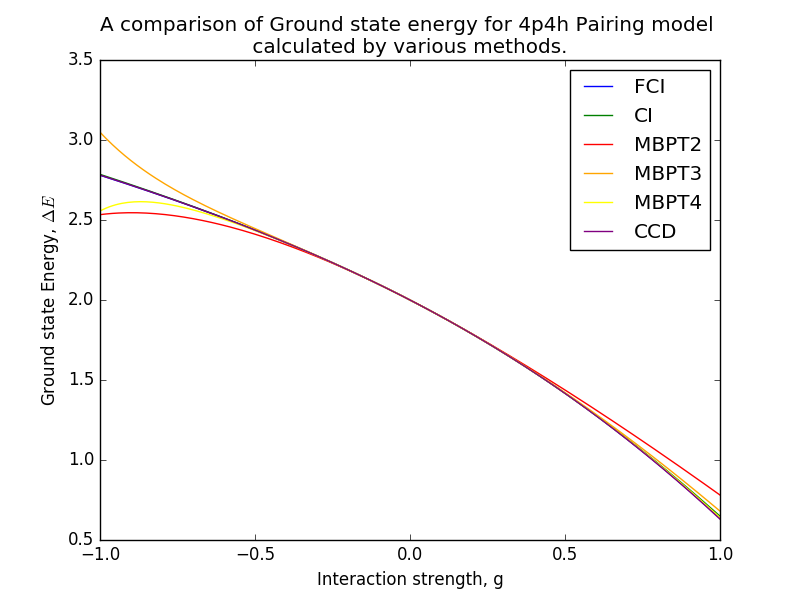 A comparison of Ground state energy for 4p4h Pairing model
calculated by various methods.
3.5
3.0
2.5
2.0
1.5
1.0
0.5
Ground state Energy, ΔE
FCI
CI
MBPT2
MBPT3
MBPT4
CCD
−1.0 −0.5 0.0 0.5 1.0
Interaction strength, g